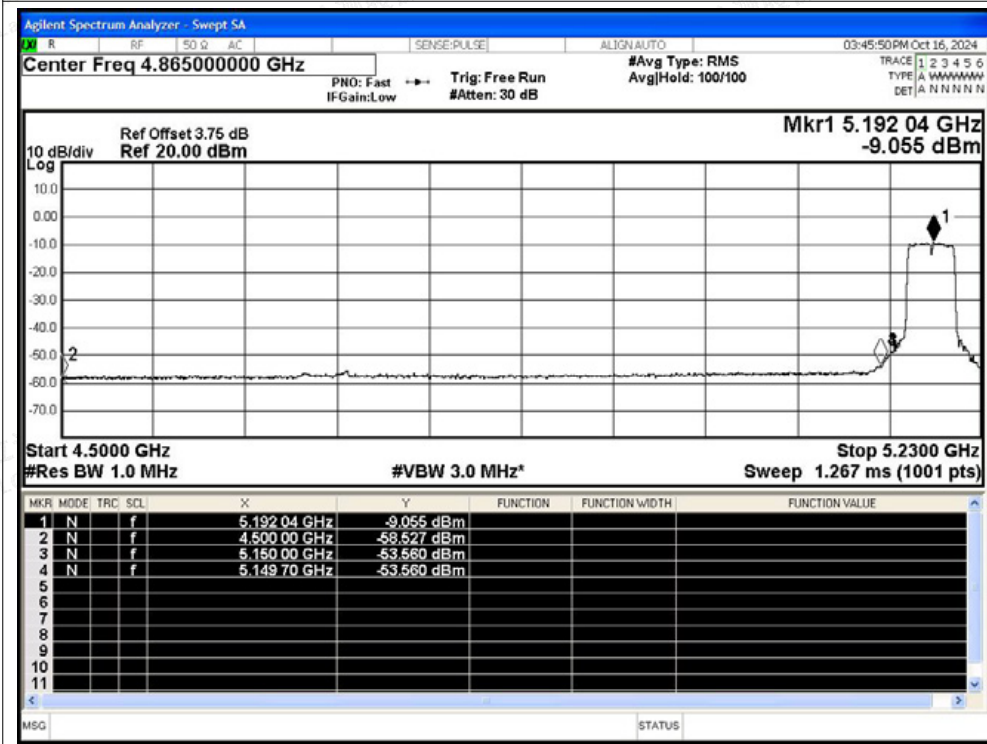 Agilent Spectrum Analyzer - Swept SA
LXI R RF 50 Ω AC SENSE:PULSE ALIGN AUTO 03:45:50 PM Oct 16, 2024
Center Freq 4.865000000 GHz #Avg Type: RMS TRACE 1 2 3 4 5 6
PNO: Fast Trig: Free Run Avg|Hold: 100/100 TYPE A WWWWW
IFGain:Low #Atten: 30 dB DET A N N N N N
Mkr1 5.192 04 GHz
Ref Offset 3.75 dB
10 dB/div Ref 20.00 dBm -9.055 dBm
Log
10.0
0.00
1
-10.0
-20.0
-30.0
-40.0
-50.0
2
-60.0
-70.0
Start 4.5000 GHz Stop 5.2300 GHz
#Res BW 1.0 MHz #VBW 3.0 MHz* Sweep 1.267 ms (1001 pts)
MKR MODE TRC SCL X Y FUNCTION FUNCTION WIDTH FUNCTION VALUE
1 N f 5.192 04 GHz -9.055 dBm
2 N f 4.500 00 GHz -58.527 dBm
3 N f 5.150 00 GHz -53.560 dBm
4 N f 5.149 70 GHz -53.560 dBm
5
6
7
8
9
10
11
MSG STATUS